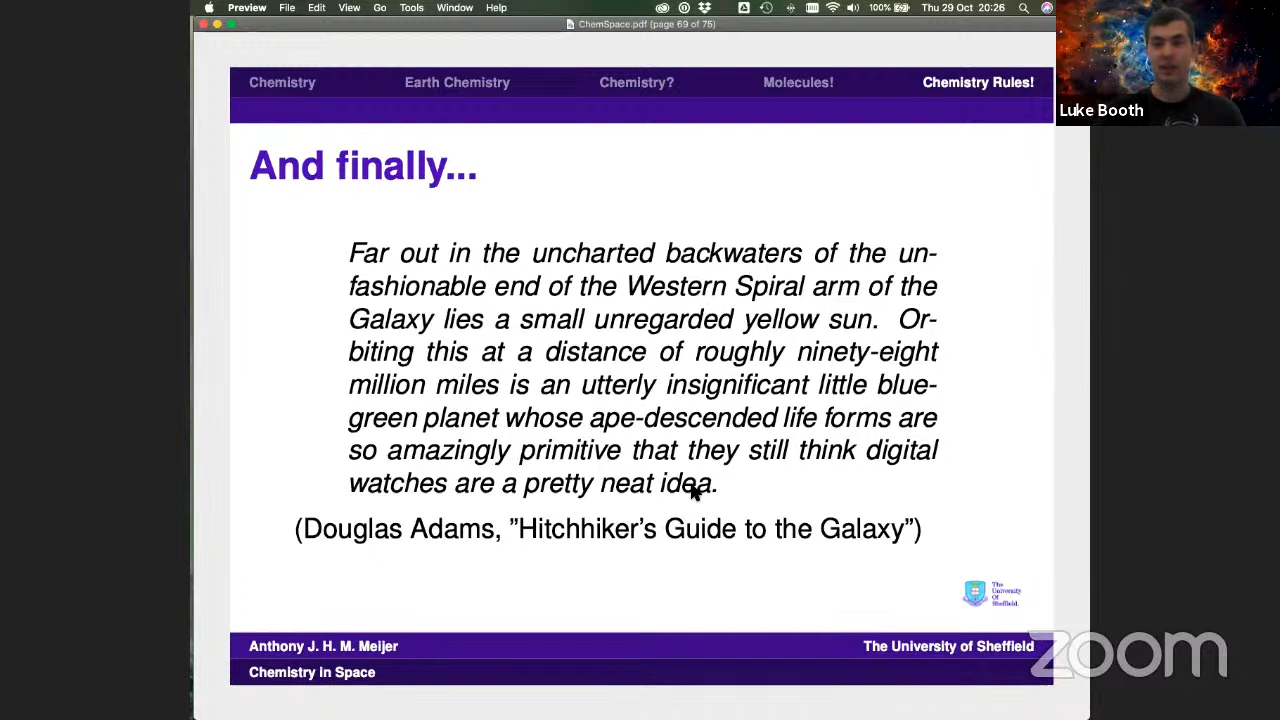 Preview File Edit View Go Tools Window Help
100% Thu 29 Oct 20:26
ChemSpace.pdf (page 69 of 75)
Luke Booth
Chemistry Earth Chemistry Chemistry? Molecules! Chemistry Rules!
And finally...
Far out in the uncharted backwaters of the un-
fashionable end of the Western Spiral arm of the
Galaxy lies a small unregarded yellow sun. Or-
biting this at a distance of roughly ninety-eight
million miles is an utterly insignificant little blue-
green planet whose ape-descended life forms are
so amazingly primitive that they still think digital
watches are a pretty neat idea.
(Douglas Adams, ”Hitchhiker’s Guide to the Galaxy”)
The
University
Of
Sheffield.
Anthony J. H. M. Meijer The University of Sheffield
Chemistry in Space
zoom